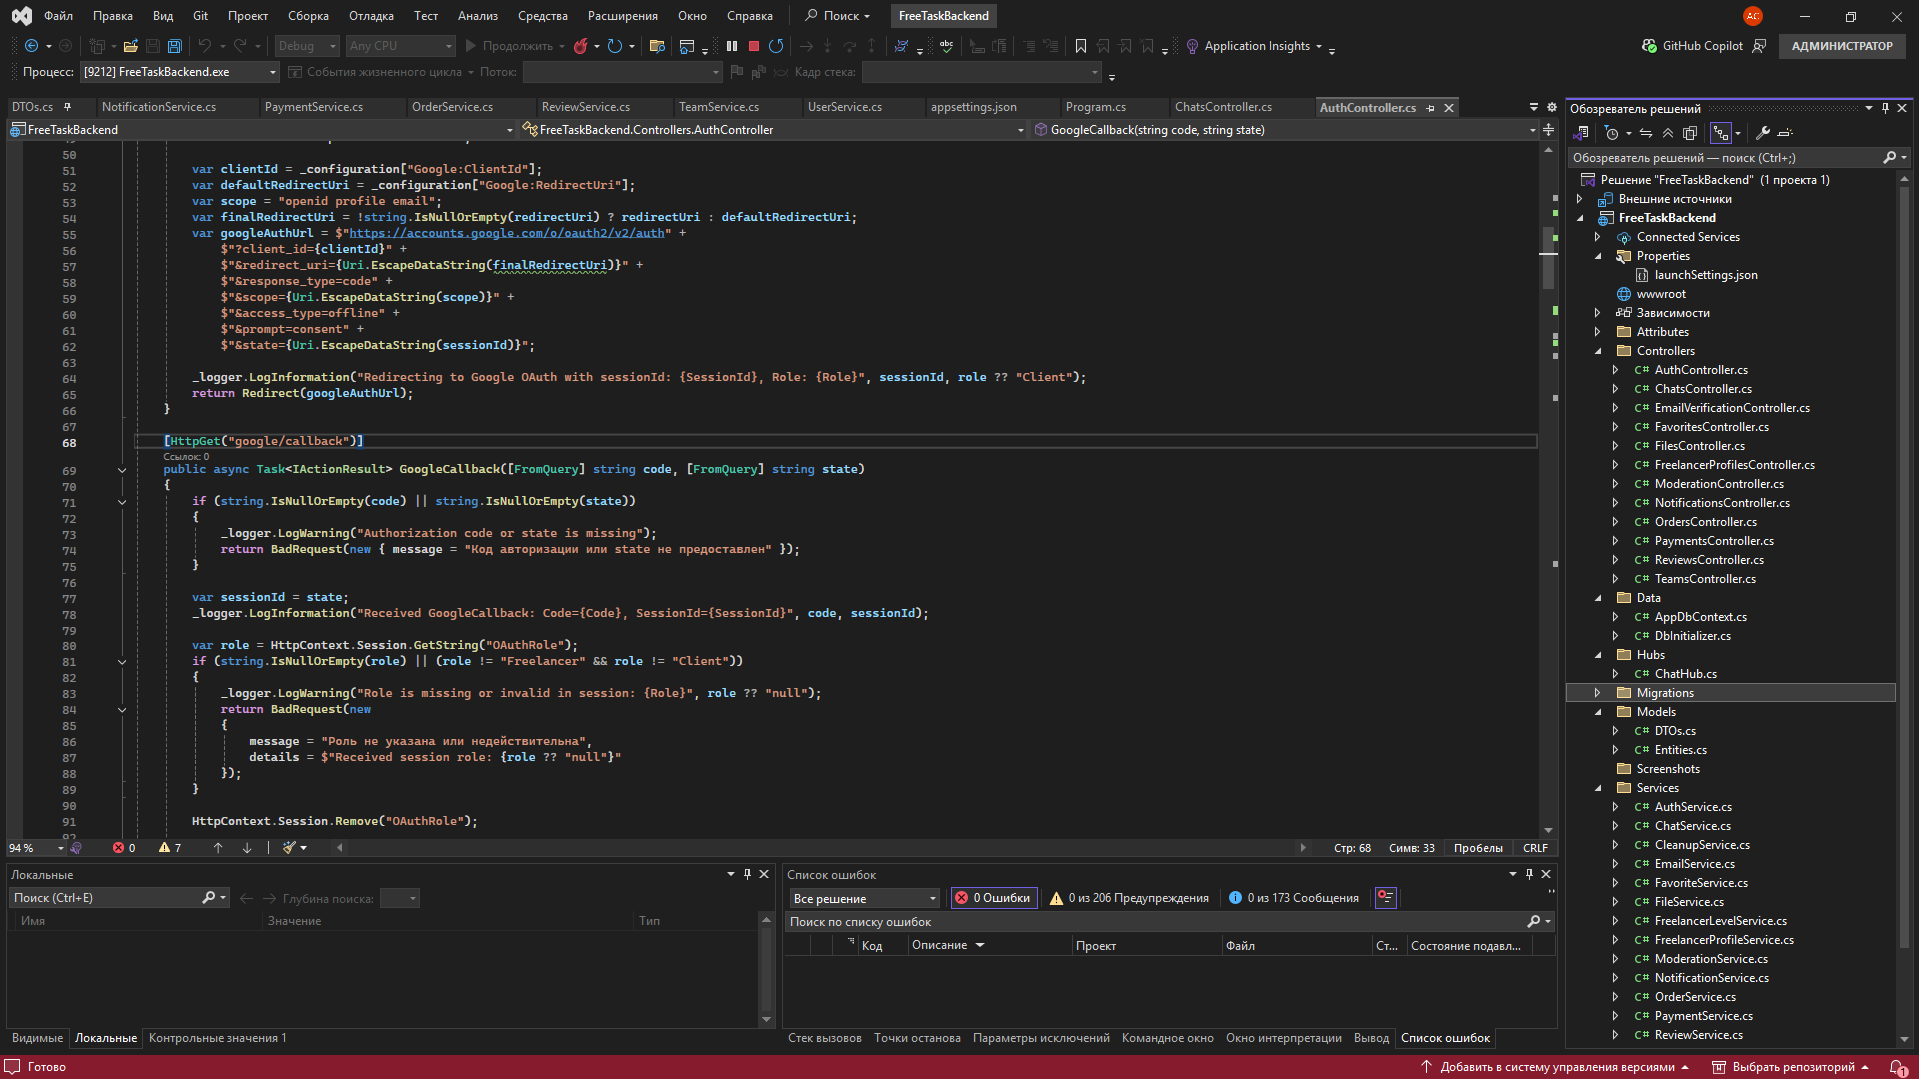 Файл Правка Вид Git Проект Сборка Отладка Тест Анализ Средства Расширения Окно Справка Поиск FreeTaskBackend AC
Debug Any CPU Продолжить Application Insights GitHub Copilot АДМИНИСТРАТОР
Процесс: [9212] FreeTaskBackend.exe События жизненного цикла Поток: Кадр стека:
DTOs.cs NotificationService.cs PaymentService.cs OrderService.cs ReviewService.cs TeamService.cs UserService.cs appsettings.json Program.cs ChatsController.cs AuthController.cs
FreeTaskBackend FreeTaskBackend.Controllers.AuthController GoogleCallback(string code, string state)
50
51 var clientId = _configuration["Google:ClientId"];
52 var defaultRedirectUri = _configuration["Google:RedirectUri"];
53 var scope = "openid profile email";
54 var finalRedirectUri = !string.IsNullOrEmpty(redirectUri) ? redirectUri : defaultRedirectUri;
55 var googleAuthUrl = $"https://accounts.google.com/o/oauth2/v2/auth" +
56 $"?client_id={clientId}" +
57 $"&redirect_uri={Uri.EscapeDataString(finalRedirectUri)}" +
58 $"&response_type=code" +
59 $"&scope={Uri.EscapeDataString(scope)}" +
60 $"&access_type=offline" +
61 $"&prompt=consent" +
62 $"&state={Uri.EscapeDataString(sessionId)}";
63
64 _logger.LogInformation("Redirecting to Google OAuth with sessionId: {SessionId}, Role: {Role}", sessionId, role ?? "Client");
65 return Redirect(googleAuthUrl);
66 }
67
68 [HttpGet("google/callback")]
Ссылок: 0
69 public async Task<IActionResult> GoogleCallback([FromQuery] string code, [FromQuery] string state)
70 {
71 if (string.IsNullOrEmpty(code) || string.IsNullOrEmpty(state))
72 {
73 _logger.LogWarning("Authorization code or state is missing");
74 return BadRequest(new { message = "Код авторизации или state не предоставлен" });
75 }
76
77 var sessionId = state;
78 _logger.LogInformation("Received GoogleCallback: Code={Code}, SessionId={SessionId}", code, sessionId);
79
80 var role = HttpContext.Session.GetString("OAuthRole");
81 if (string.IsNullOrEmpty(role) || (role != "Freelancer" && role != "Client"))
82 {
83 _logger.LogWarning("Role is missing or invalid in session: {Role}", role ?? "null");
84 return BadRequest(new
85 {
86 message = "Роль не указана или недействительна",
87 details = $"Received session role: {role ?? "null"}"
88 });
89 }
90
91 HttpContext.Session.Remove("OAuthRole");
92
94 % 0 7 Стр: 68 Симв: 33 Пробелы CRLF
Локальные
Поиск (Ctrl+E) Глубина поиска:
Имя Значение Тип
Видимые Локальные Контрольные значения 1
Список ошибок
Все решение 0 Ошибки 0 из 206 Предупреждения 0 из 173 Сообщения
Поиск по списку ошибок
Код Описание Проект Файл Ст... Состояние подавл...
Стек вызовов Точки останова Параметры исключений Командное окно Окно интерпретации Вывод Список ошибок
Обозреватель решений
Обозреватель решений — поиск (Ctrl+;)
Решение "FreeTaskBackend" (1 проекта 1)
Внешние источники
FreeTaskBackend
Connected Services
Properties
launchSettings.json
wwwroot
Зависимости
Attributes
Controllers
C# AuthController.cs
C# ChatsController.cs
C# EmailVerificationController.cs
C# FavoritesController.cs
C# FilesController.cs
C# FreelancerProfilesController.cs
C# ModerationController.cs
C# NotificationsController.cs
C# OrdersController.cs
C# PaymentsController.cs
C# ReviewsController.cs
C# TeamsController.cs
Data
C# AppDbContext.cs
C# DbInitializer.cs
Hubs
C# ChatHub.cs
Migrations
Models
C# DTOs.cs
C# Entities.cs
Screenshots
Services
C# AuthService.cs
C# ChatService.cs
C# CleanupService.cs
C# EmailService.cs
C# FavoriteService.cs
C# FileService.cs
C# FreelancerLevelService.cs
C# FreelancerProfileService.cs
C# ModerationService.cs
C# NotificationService.cs
C# OrderService.cs
C# PaymentService.cs
C# ReviewService.cs
Готово Добавить в систему управления версиями Выбрать репозиторий 1